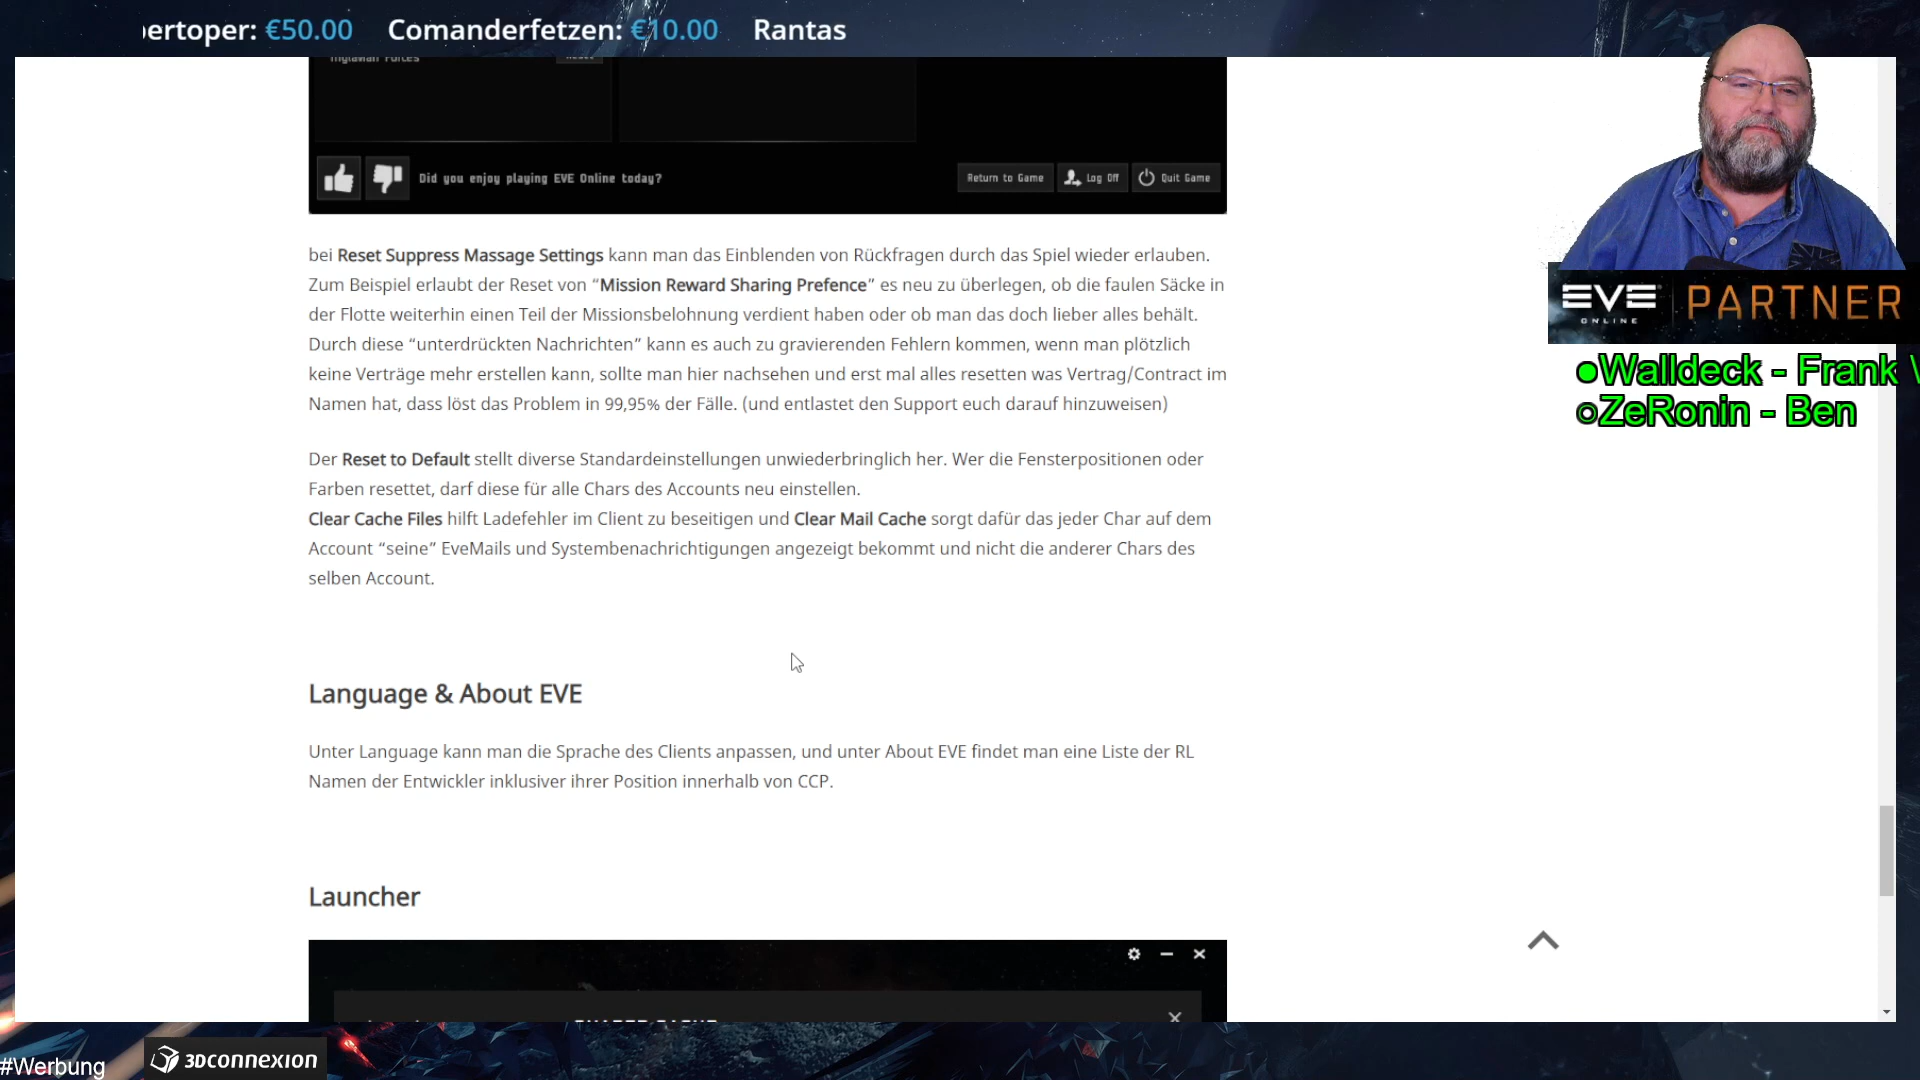 pertoper: €50.00 Comanderfetzen: €10.00 Rantas
Did you enjoy playing EVE Online today?
Return to Game Log Off Quit Game
bei Reset Suppress Massage Settings kann man das Einblenden von Rückfragen durch das Spiel wieder erlauben.
Zum Beispiel erlaubt der Reset von “Mission Reward Sharing Prefence” es neu zu überlegen, ob die faulen Säcke in
der Flotte weiterhin einen Teil der Missionsbelohnung verdient haben oder ob man das doch lieber alles behält.
Durch diese “unterdrückten Nachrichten” kann es auch zu gravierenden Fehlern kommen, wenn man plötzlich
keine Verträge mehr erstellen kann, sollte man hier nachsehen und erst mal alles resetten was Vertrag/Contract im
Namen hat, dass löst das Problem in 99,95% der Fälle. (und entlastet den Support euch darauf hinzuweisen)
Der Reset to Default stellt diverse Standardeinstellungen unwiederbringlich her. Wer die Fensterpositionen oder
Farben resettet, darf diese für alle Chars des Accounts neu einstellen.
Clear Cache Files hilft Ladefehler im Client zu beseitigen und Clear Mail Cache sorgt dafür das jeder Char auf dem
Account “seine” EveMails und Systembenachrichtigungen angezeigt bekommt und nicht die anderer Chars des
selben Account.
Language & About EVE
Unter Language kann man die Sprache des Clients anpassen, und unter About EVE findet man eine Liste der RL
Namen der Entwickler inklusiver ihrer Position innerhalb von CCP.
Launcher
EVE ONLINE PARTNER
Walldeck - Frank
ZeRonin - Ben
#Werbung
3Dconnexion